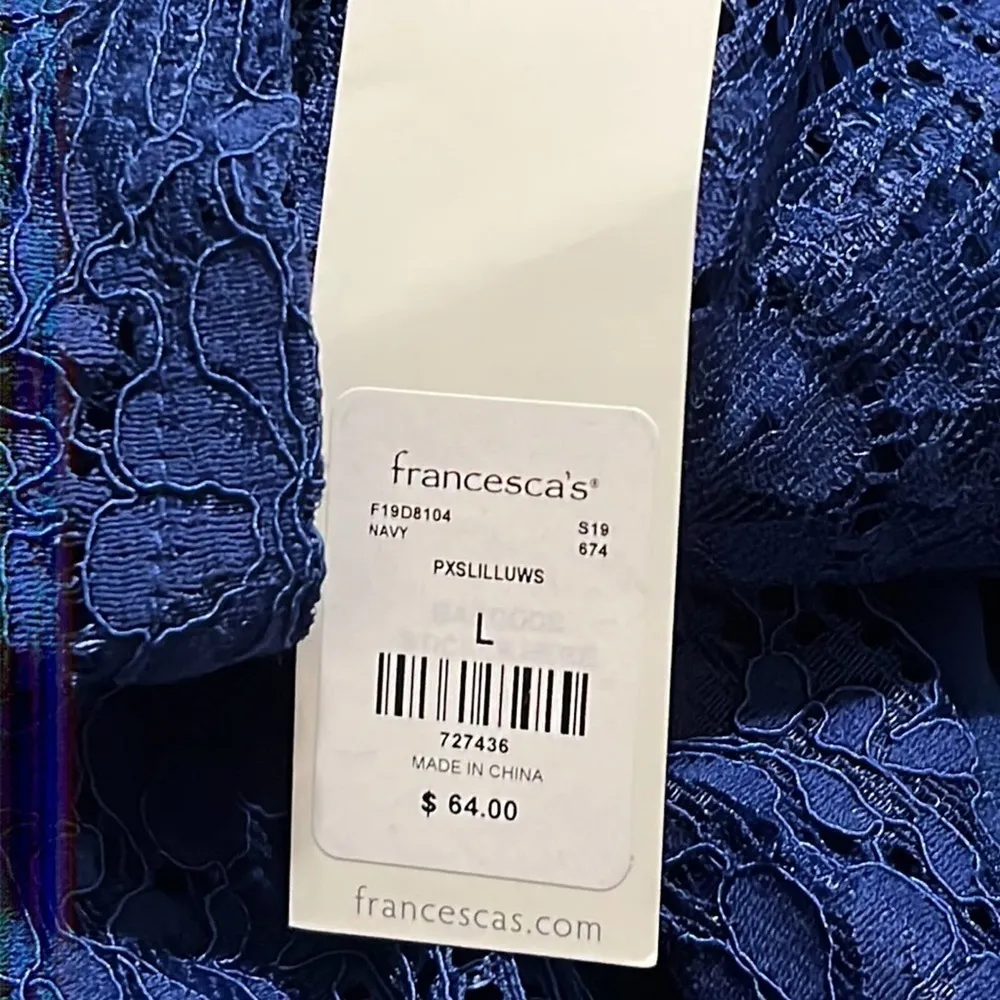 francesca's®
F19D8104 S19
NAVY 674
PXSLILLUWS
L
727436
MADE IN CHINA
$ 64.00
francescas.com